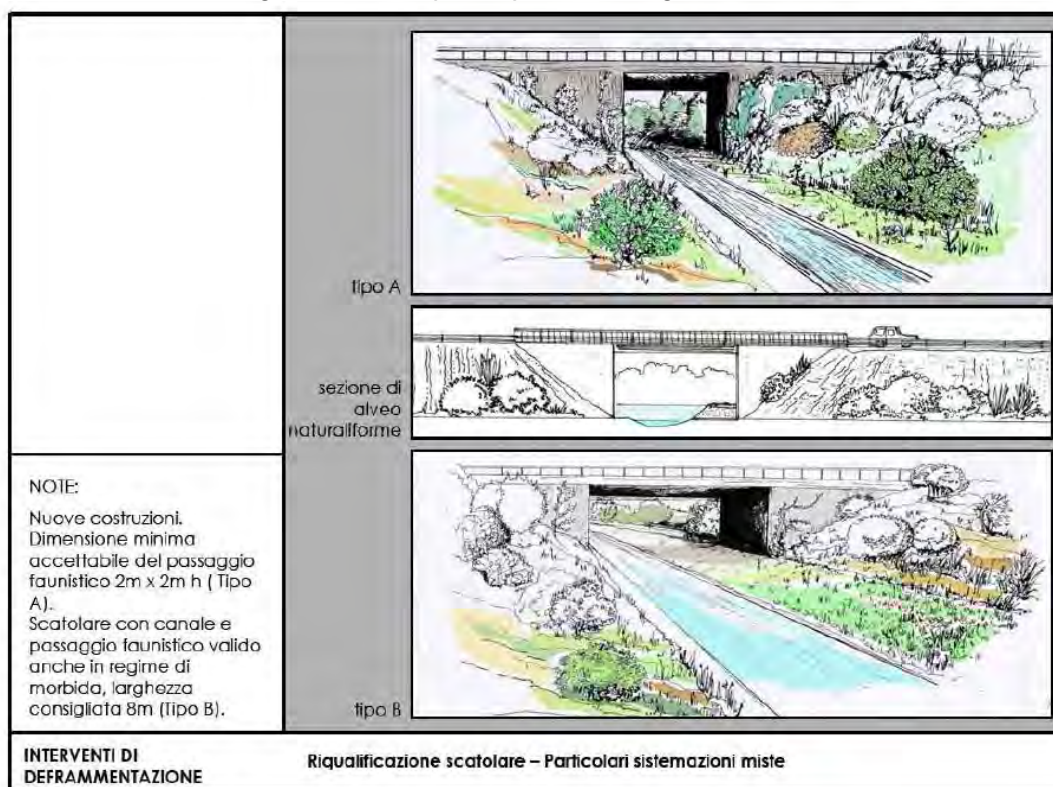 tipo A
sezione di
alveo
naturaliforme
NOTE:
Nuove costruzioni.
Dimensione minima
accettabile del passaggio
faunistico 2m x 2m h ( Tipo
A).
Scatolare con canale e
passaggio faunistico valido
anche in regime di
morbida, larghezza
consigliata 8m (Tipo B).
tipo B
INTERVENTI DI
DEFRAMMENTAZIONE
Riqualificazione scatolare – Particolari sistemazioni miste